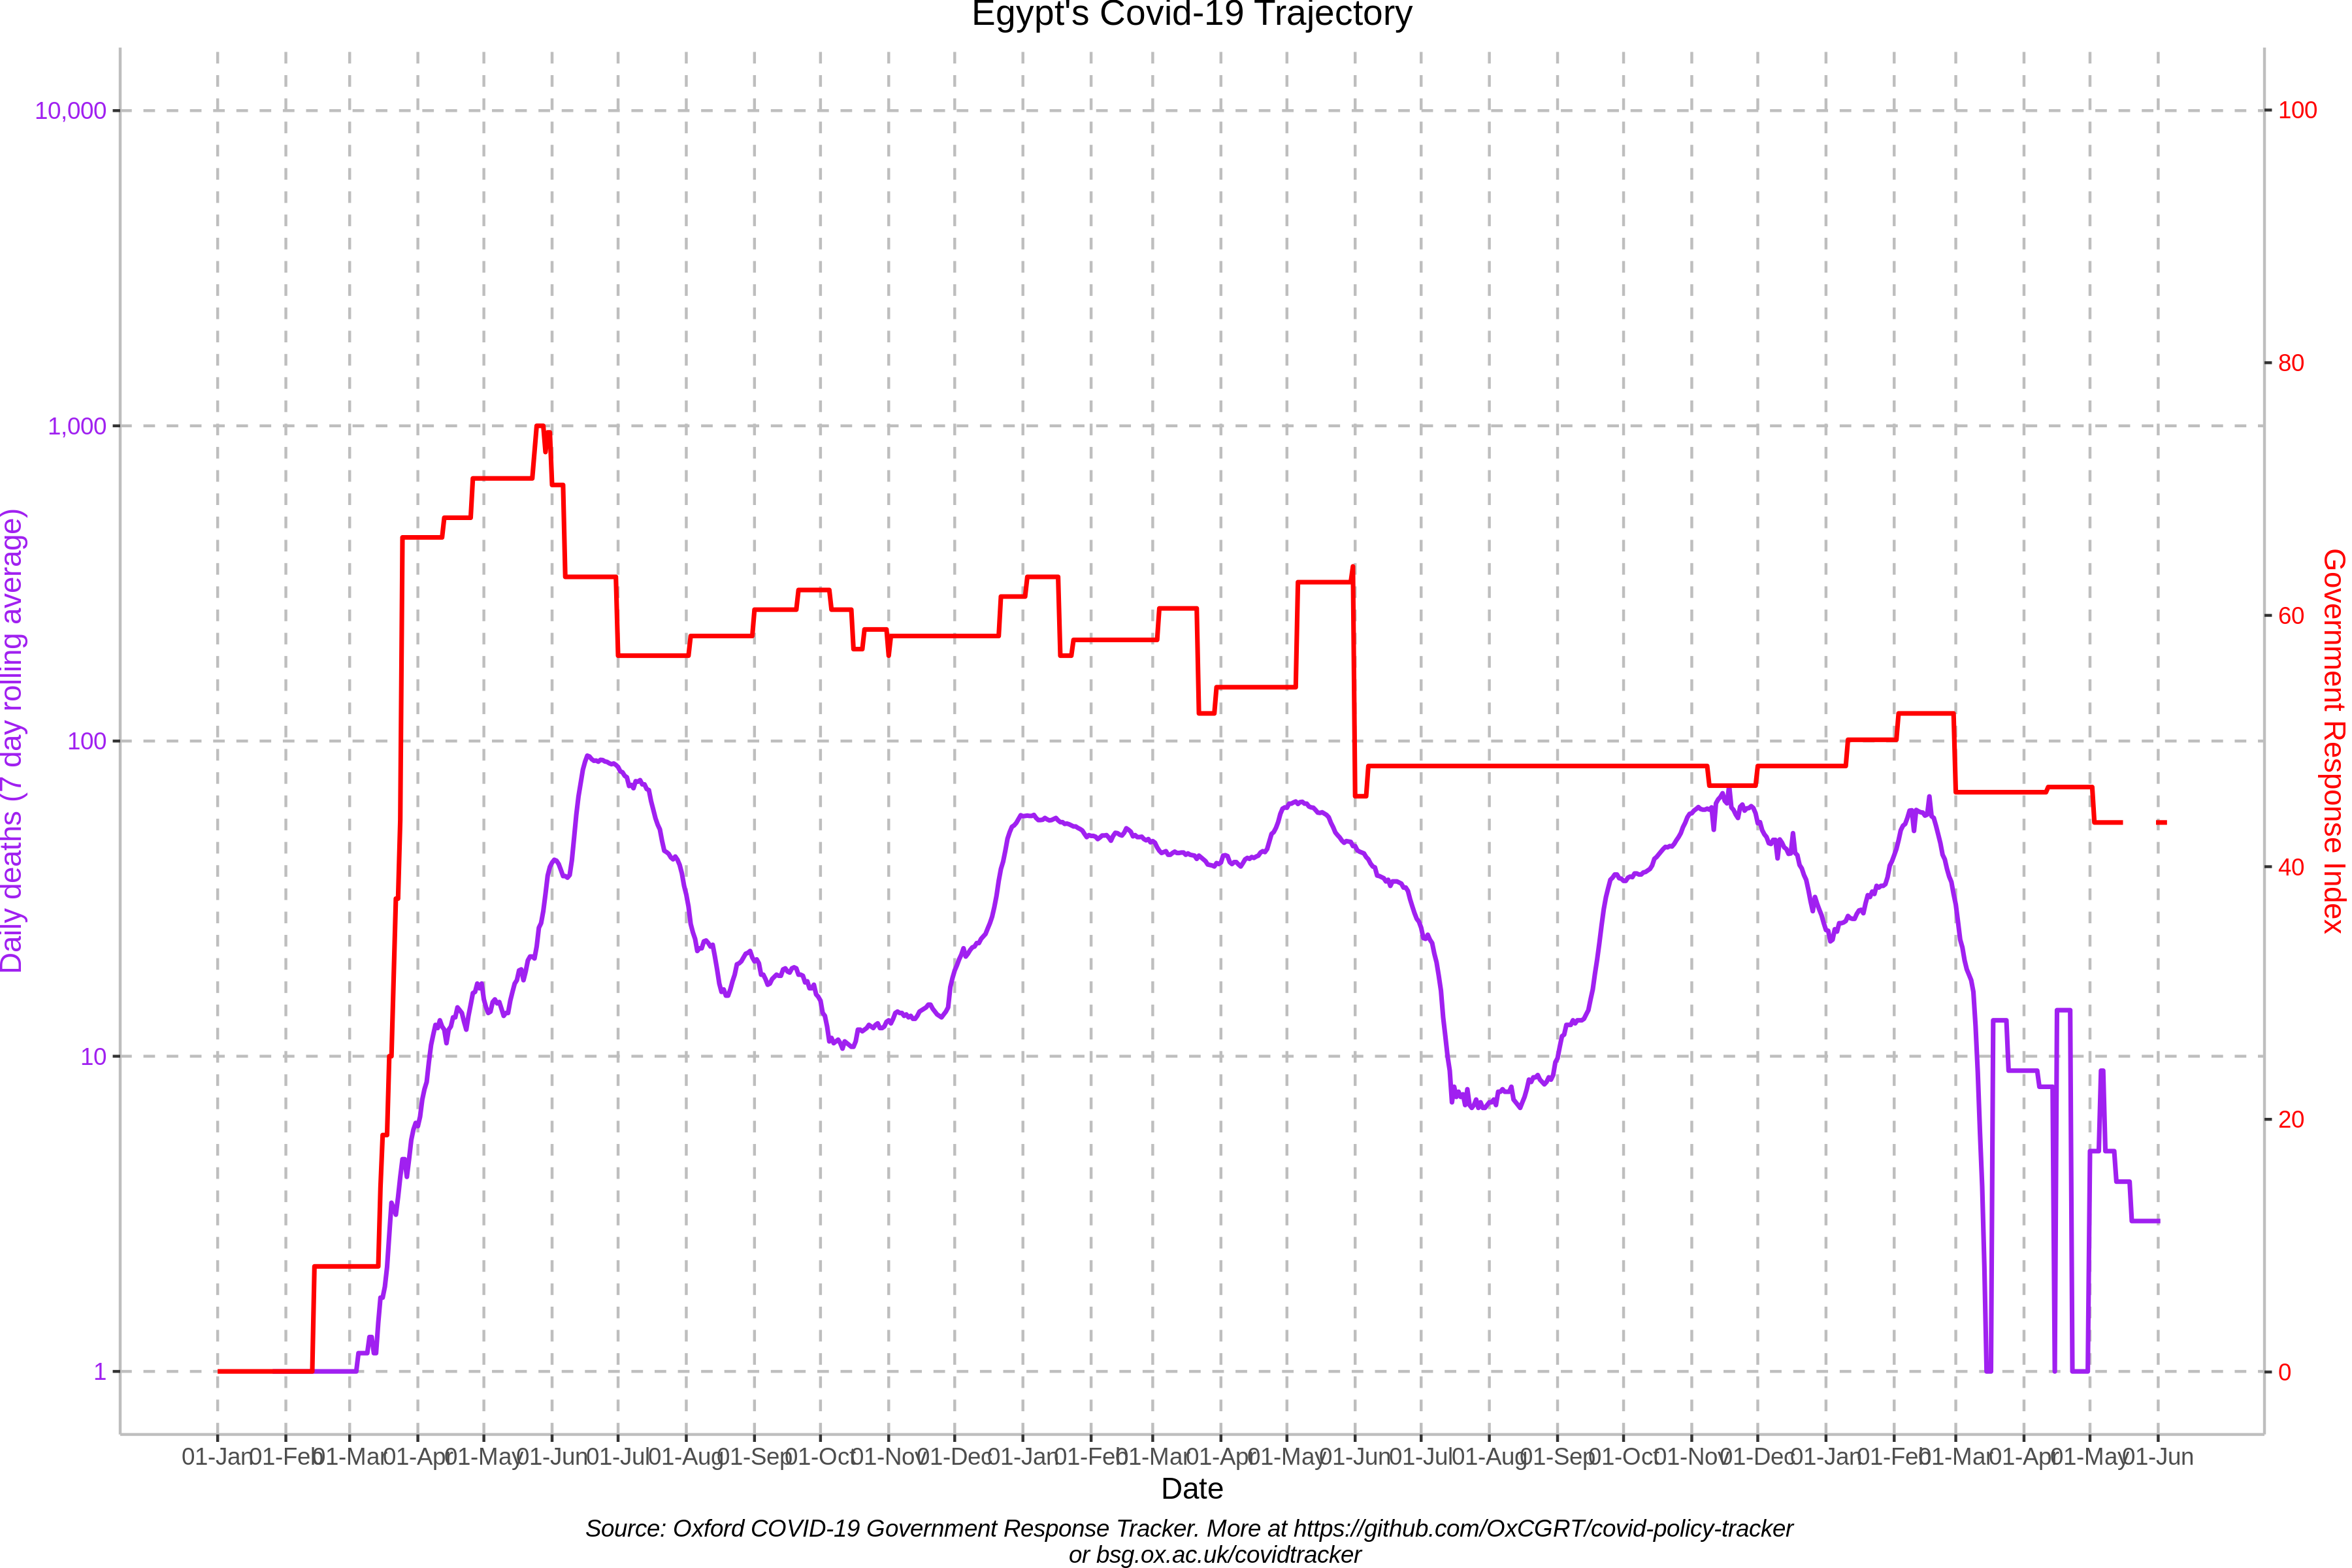 Egypt's Covid-19 Trajectory
10,000
1,000
100
10
1
Daily deaths (7 day rolling average)
100
80
60
40
20
0
Government Response Index
01-Jan 01-Feb 01-Mar 01-Apr 01-May 01-Jun 01-Jul 01-Aug 01-Sep 01-Oct 01-Nov 01-Dec 01-Jan 01-Feb 01-Mar 01-Apr 01-May 01-Jun 01-Jul 01-Aug 01-Sep 01-Oct 01-Nov 01-Dec 01-Jan 01-Feb 01-Mar 01-Apr 01-May 01-Jun
Date
Source: Oxford COVID-19 Government Response Tracker. More at https://github.com/OxCGRT/covid-policy-tracker
or bsg.ox.ac.uk/covidtracker